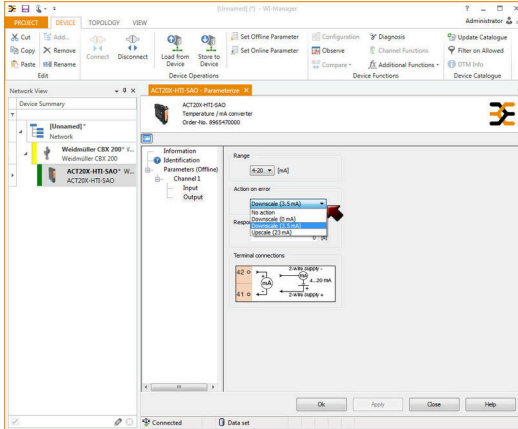 [Unnamed] (*) - WI-Manager
PROJECT DEVICE TOPOLOGY VIEW Administrator
Cut Add...
Copy Remove
Paste Rename
Edit
Connect Disconnect
Load from Device Store to Device
Device Operations
Set Offline Parameter
Set Online Parameter
Configuration Diagnosis
Observe Channel Functions
Compare Additional Functions
Device Functions
Update Catalogue
Filter on Allowed
DTM Info
Device Catalogue
Network View
Device Summary
[Unnamed]*
Network
Weidmüller CBX 200*
Weidmüller CBX 200
ACT20X-HTI-SAO* W...
ACT20X-HTI-SAO
ACT20X-HTI-SAO - Parameterize
ACT20X-HTI-SAO
Temperature / mA converter
Order-No. 8965470000
Information
Identification
Parameters (Offline)
Channel 1
Input
Output
Range
4-20 [mA]
Action on error
Downscale (3.5 mA)
No action
Downscale (0 mA)
Downscale (3.5 mA)
Upscale (23 mA)
0
Terminal connections
42
41
mA
2-wire supply -
mA
4...20 mA
2-wire supply +
Ok Apply Close Help
Connected Data set